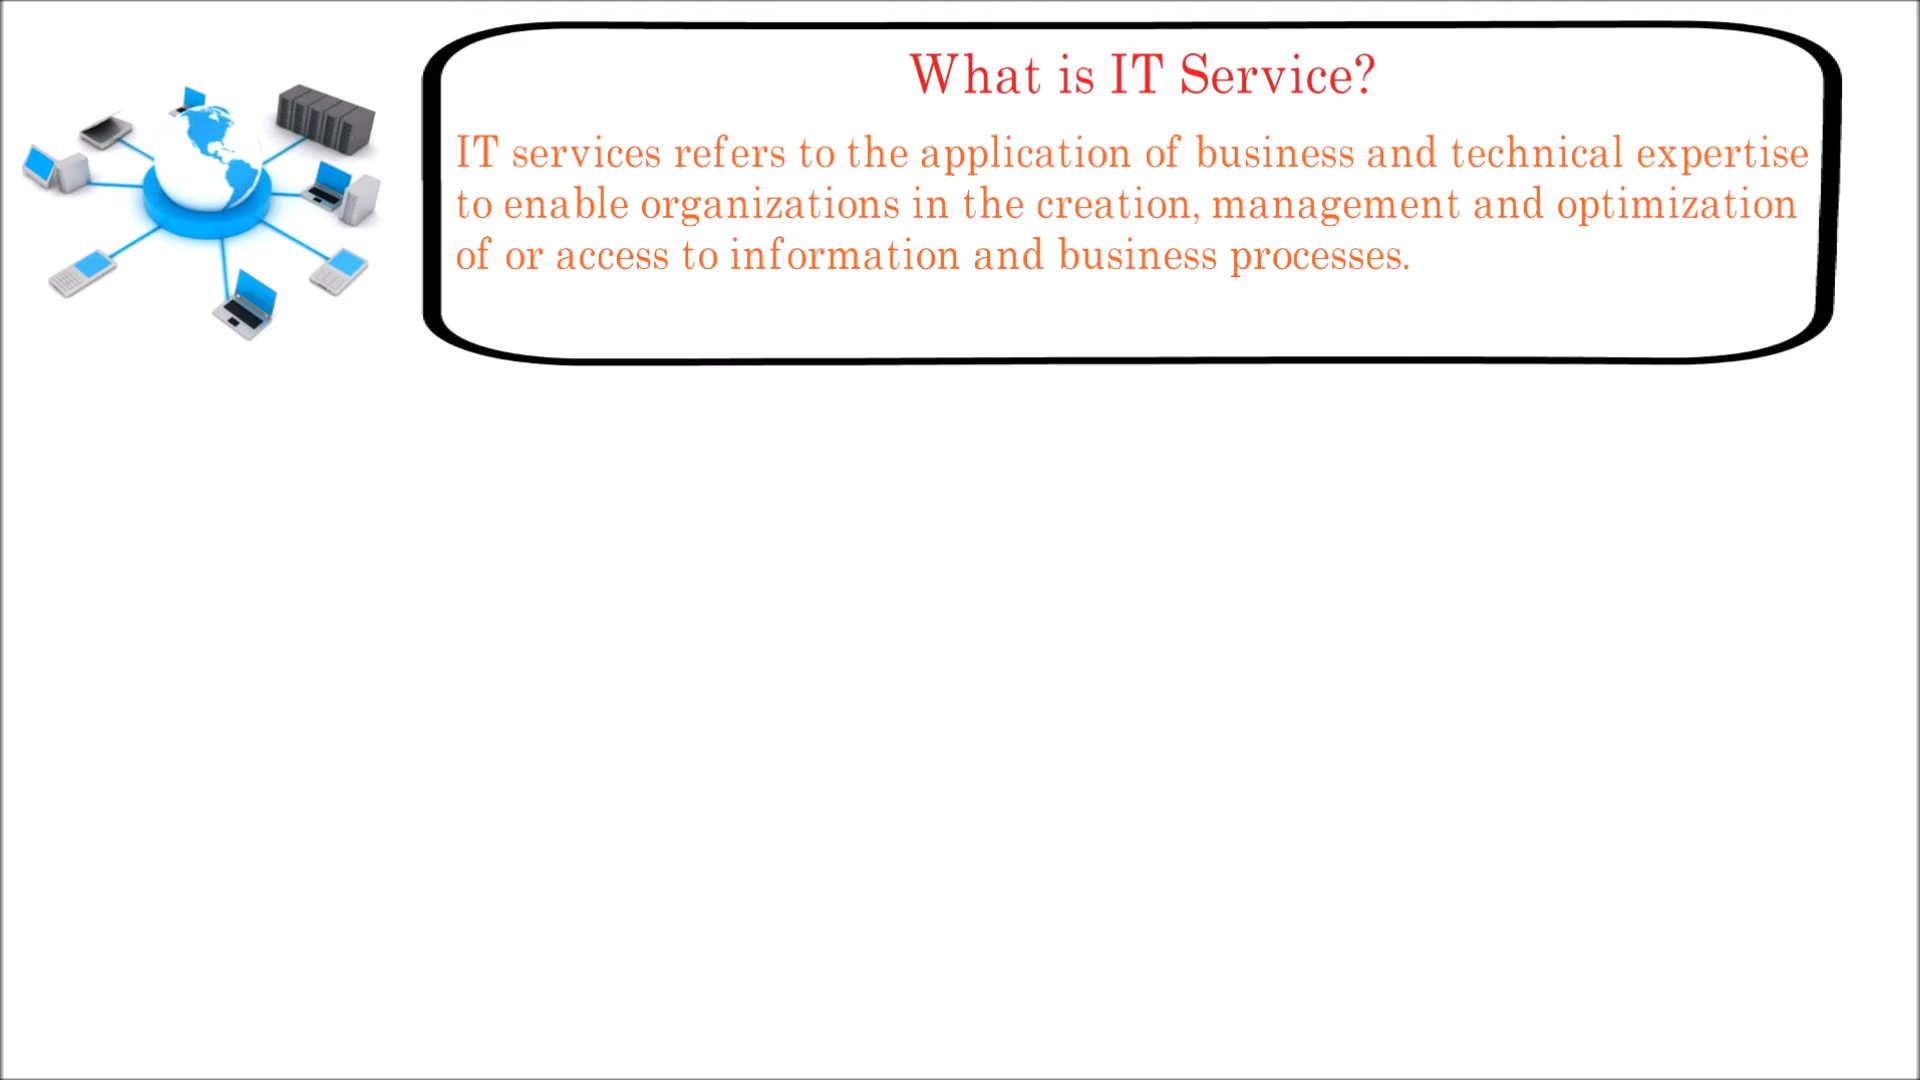 What is IT Service?
IT services refers to the application of business and technical expertise
to enable organizations in the creation, management and optimization
of or access to information and business processes.